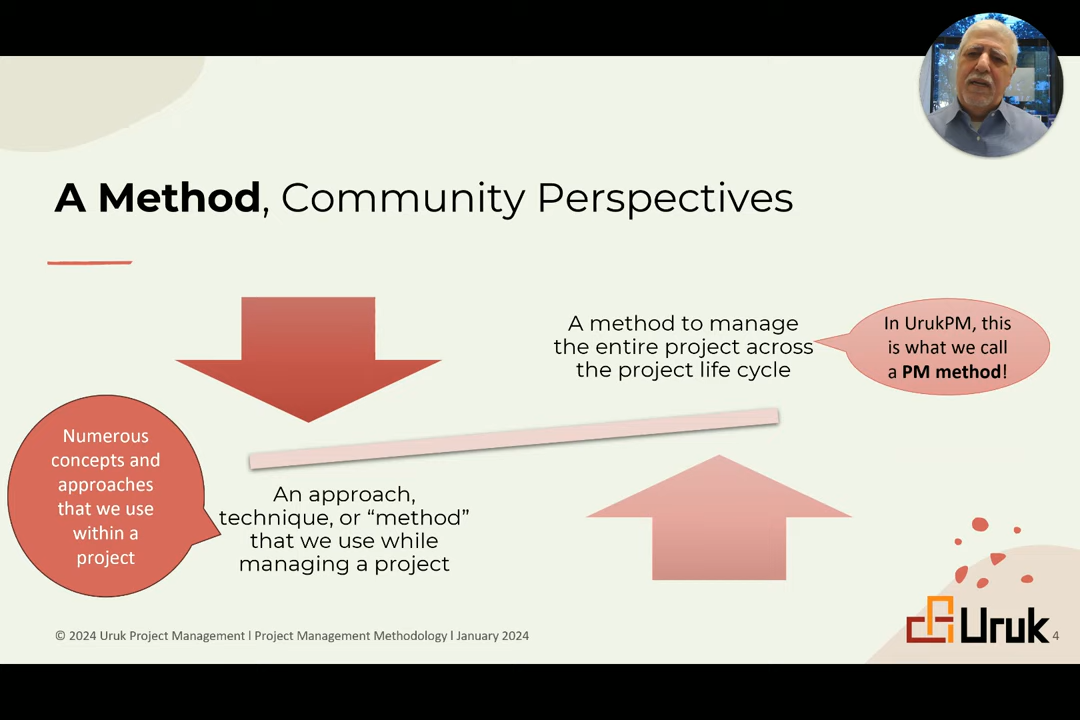 A Method, Community Perspectives
A method to manage
the entire project across
the project life cycle
In UrukPM, this
is what we call
a PM method!
Numerous
concepts and
approaches
that we use
within a
project
An approach,
technique, or “method”
that we use while
managing a project
© 2024 Uruk Project Management l Project Management Methodology l January 2024
Uruk
4